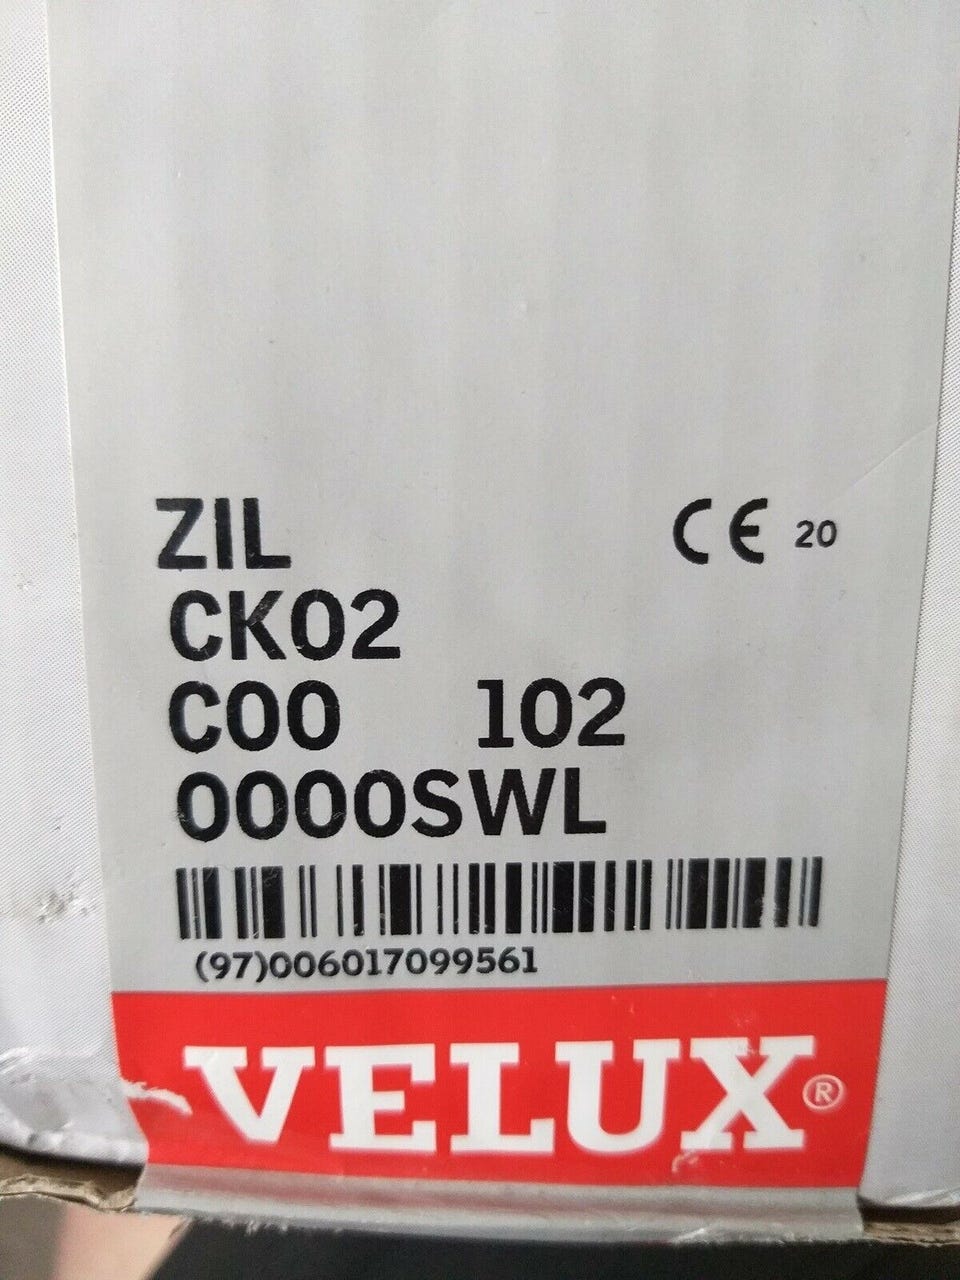 ZIL CE 20
CK02
C00 102
0000SWL
(97)006017099561
VELUX®